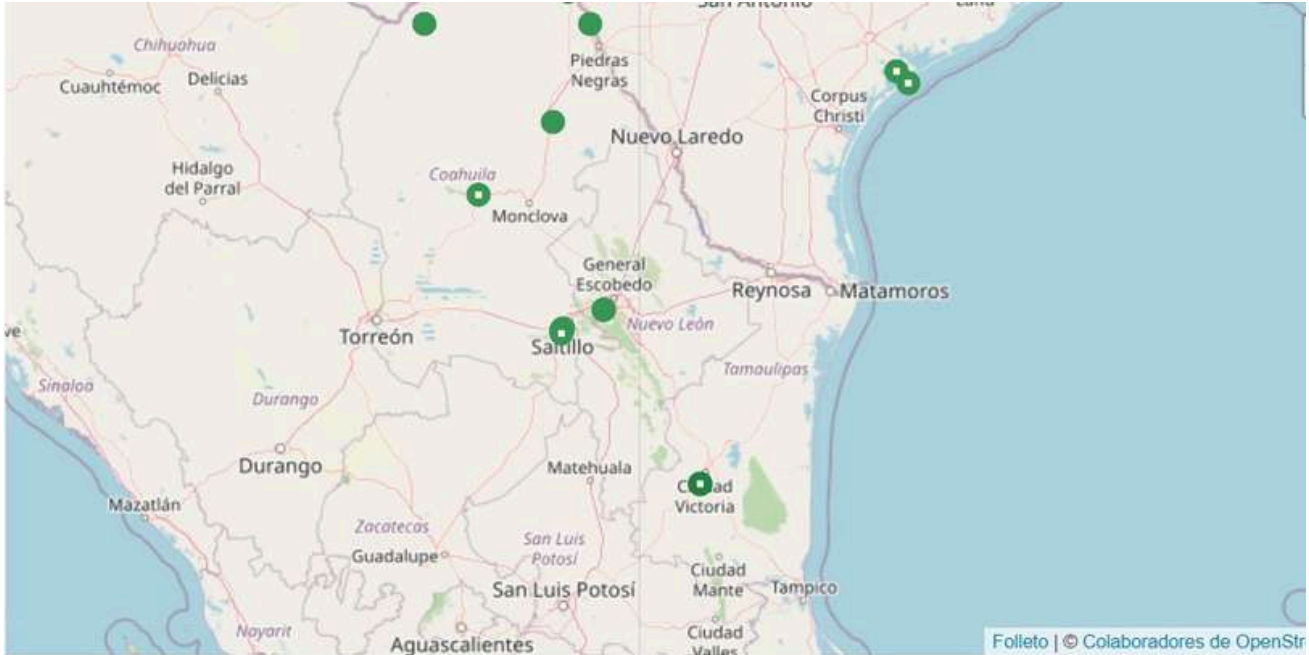 San Antonio
Chihuahua
Cuauhtémoc
Delicias
Piedras
Negras
Corpus
Christi
Nuevo Laredo
Hidalgo
del Parral
Coahuila
Monclova
General
Escobedo
Reynosa
Matamoros
Nuevo León
Torreón
Saltillo
Tamaulipas
Sinaloa
Durango
Durango
Matehuala
Ciudad
Victoria
Mazatlán
Zacatecas
Guadalupe
San Luis
Potosí
Ciudad
Mante
Tampico
San Luis Potosí
Nayarit
Aguascalientes
Ciudad
Valles
Folleto | © Colaboradores de OpenStr